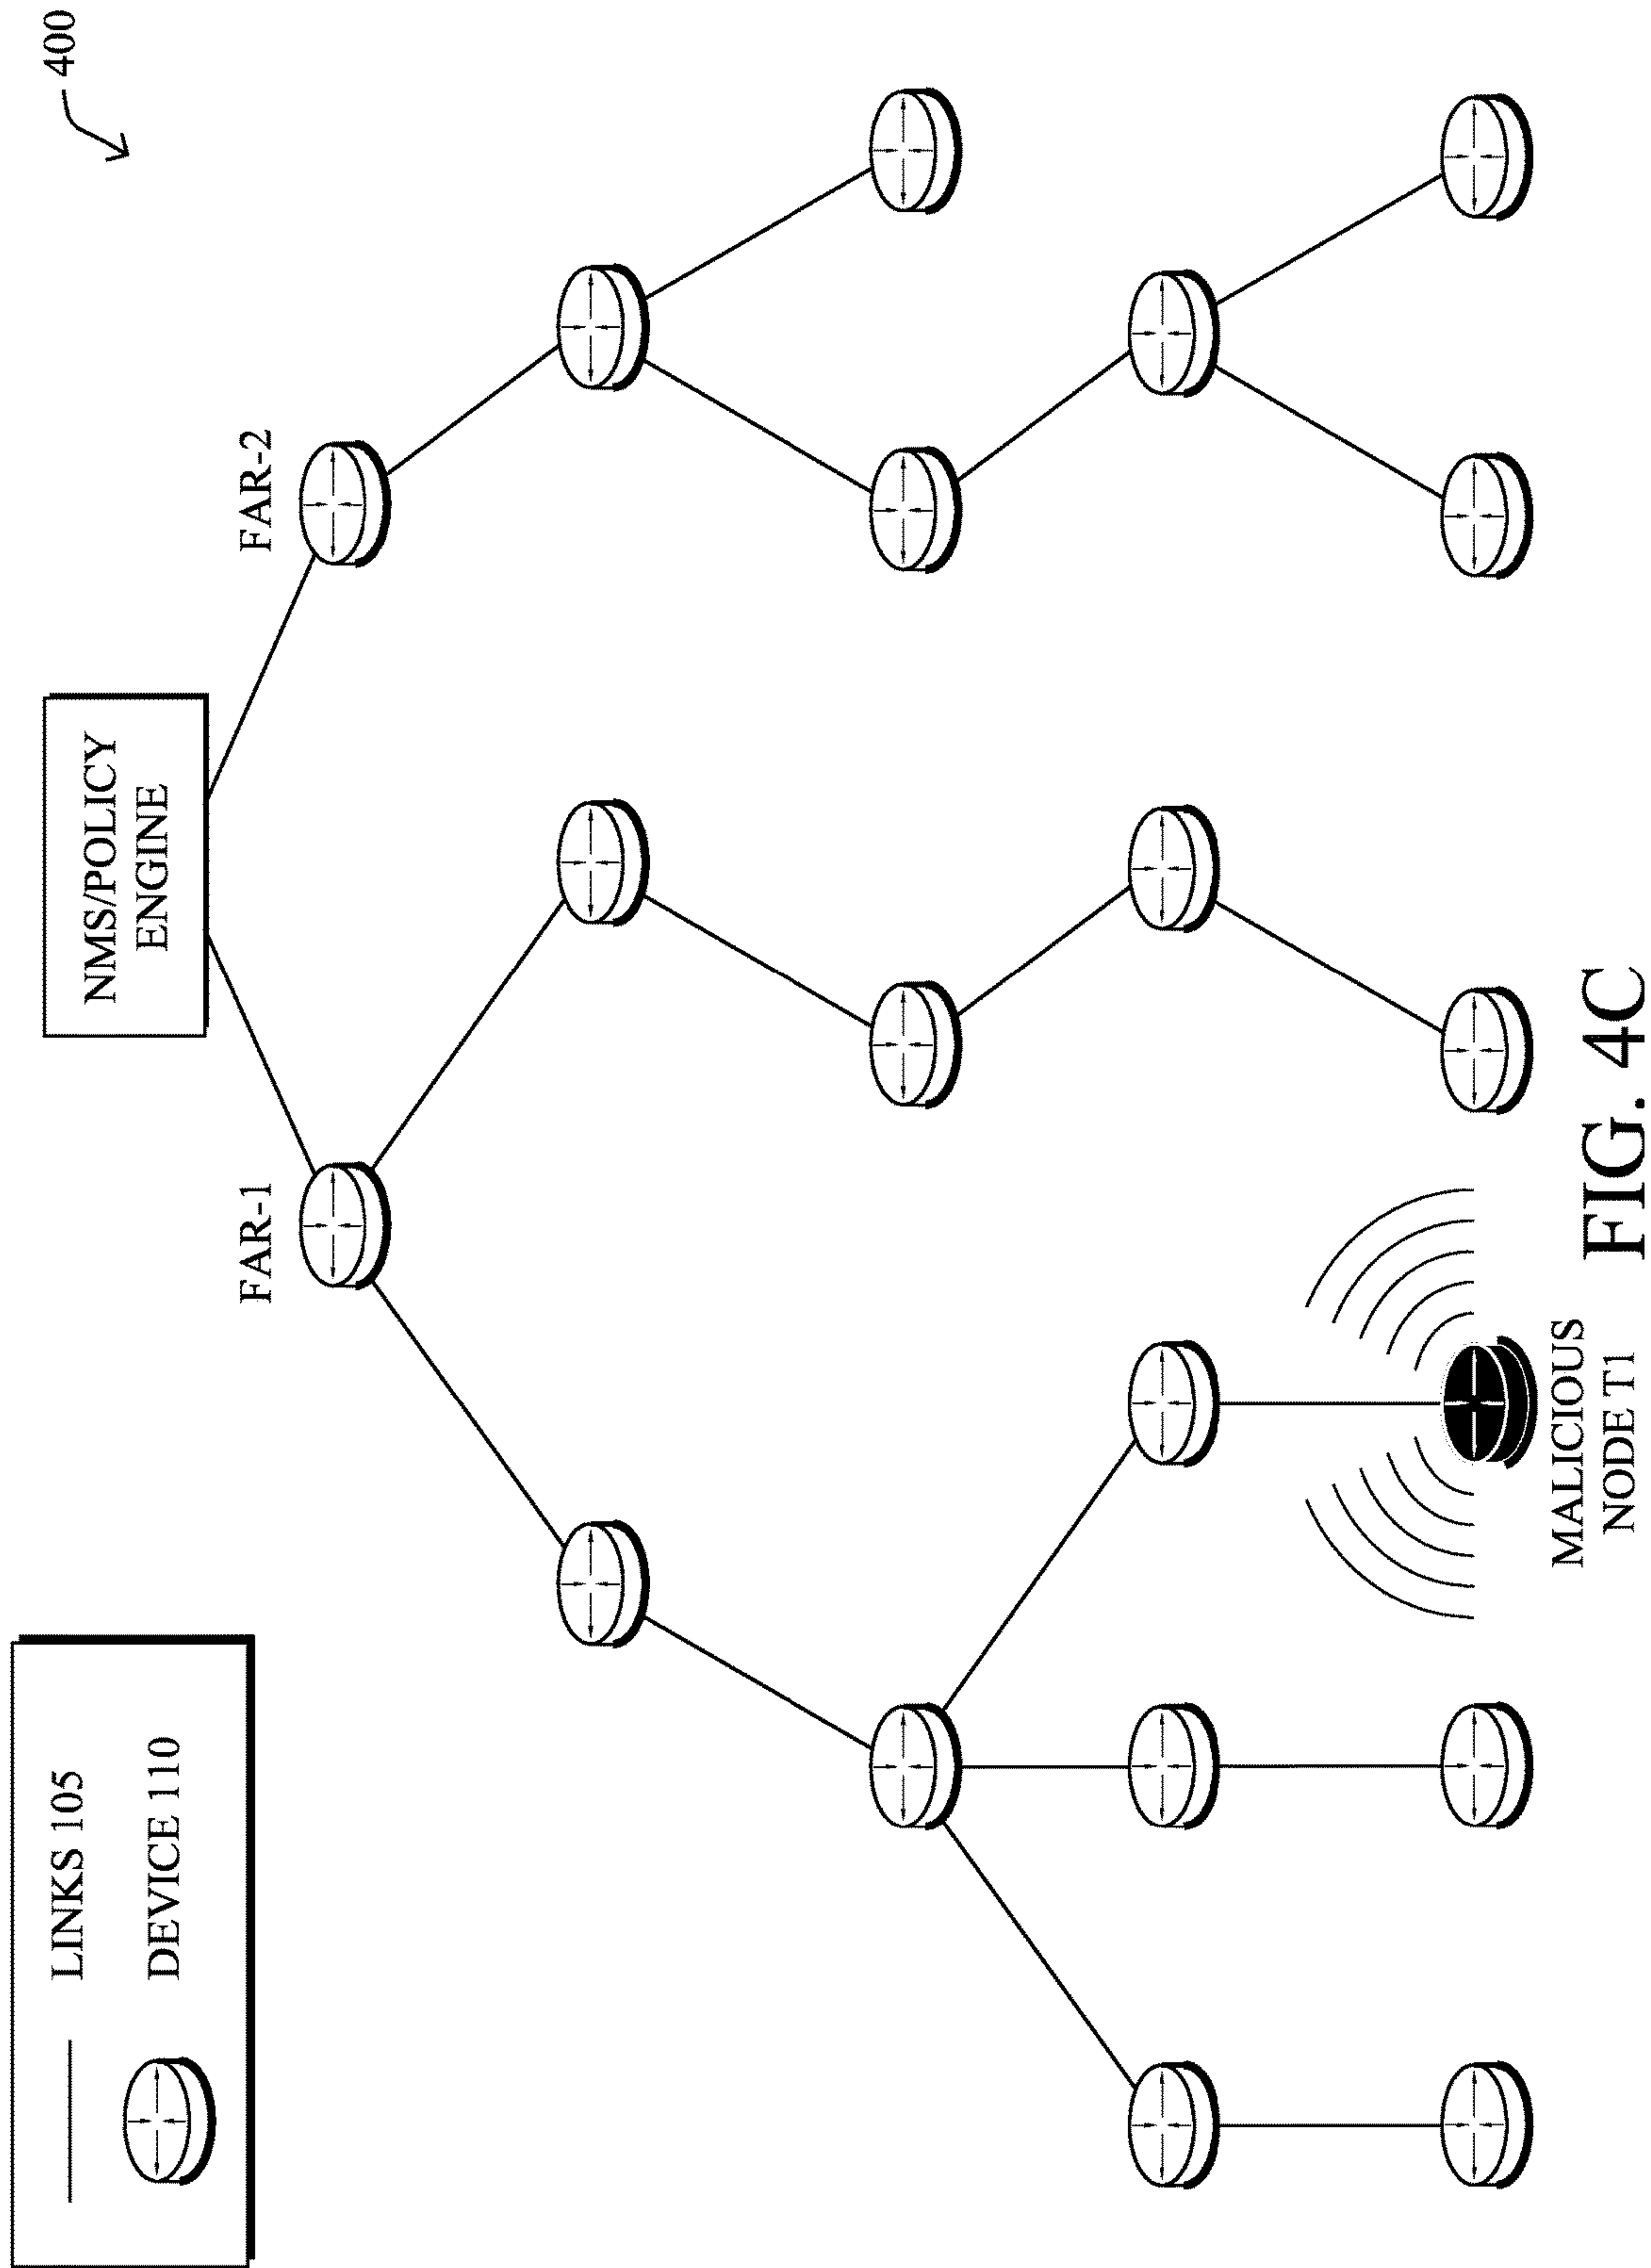 400
LINKS 105
DEVICE 110
NMS/POLICY
ENGINE
FAR-1
FAR-2
MALICIOUS
NODE T1
FIG. 4C